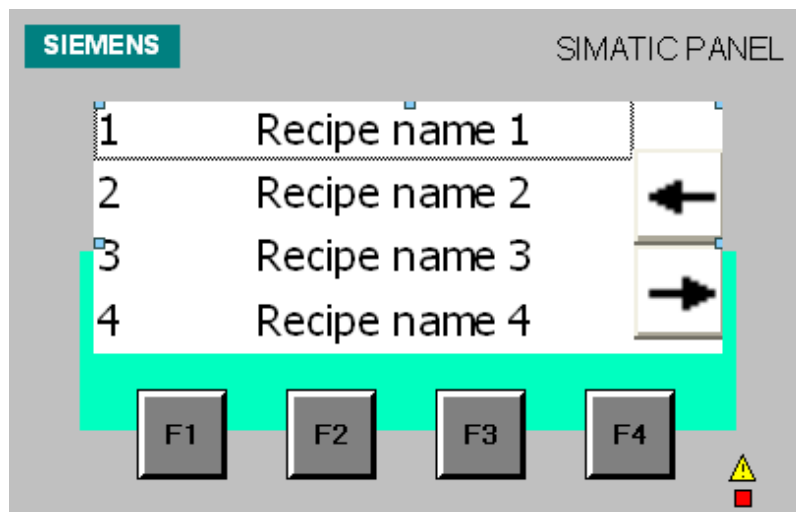 SIEMENS
SIMATIC PANEL
1 Recipe name 1
2 Recipe name 2
3 Recipe name 3
4 Recipe name 4
F1 F2 F3 F4